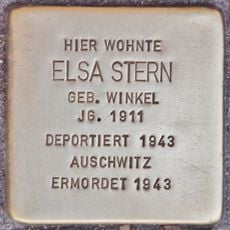 HIER WOHNTE
ELSA STERN
GEB. WINKEL
JG. 1911
DEPORTIERT 1943
AUSCHWITZ
ERMORDET 1943